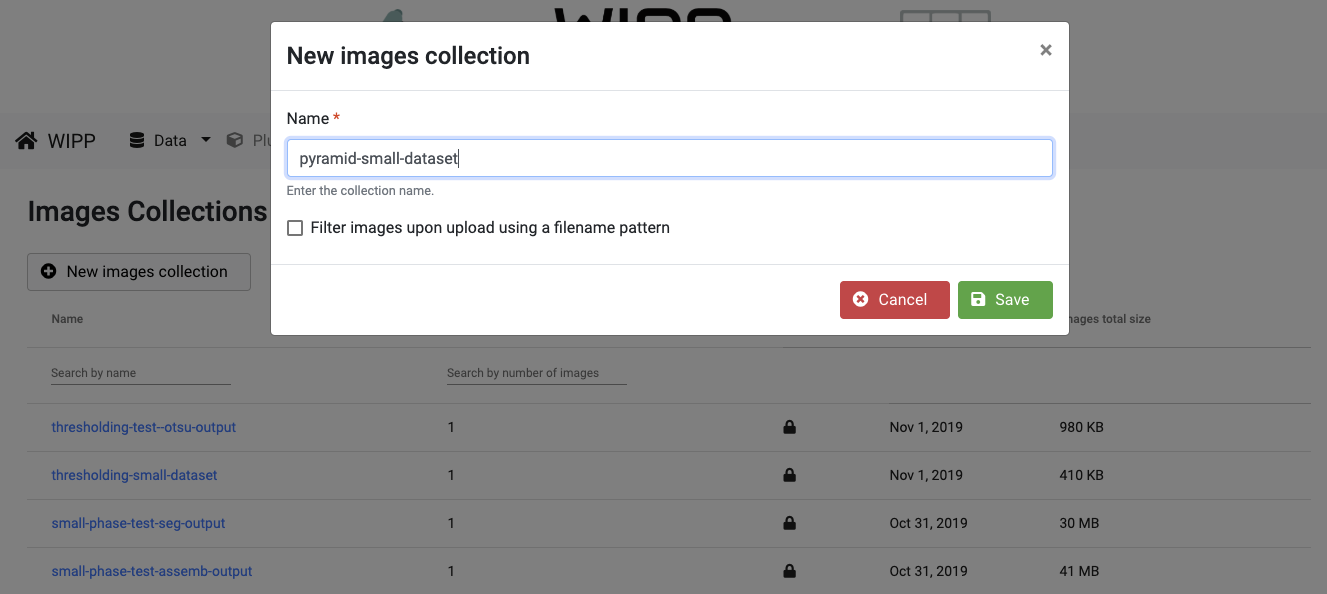 WIPP
New images collection
×
Name *
pyramid-small-dataset
Enter the collection name.
Filter images upon upload using a filename pattern
Cancel
Save
WIPP
Data
Images Collections
New images collection
Name
Search by name
Search by number of images
images total size
thresholding-test--otsu-output 1 Nov 1, 2019 980 KB
thresholding-small-dataset 1 Nov 1, 2019 410 KB
small-phase-test-seg-output 1 Oct 31, 2019 30 MB
small-phase-test-assemb-output 1 Oct 31, 2019 41 MB